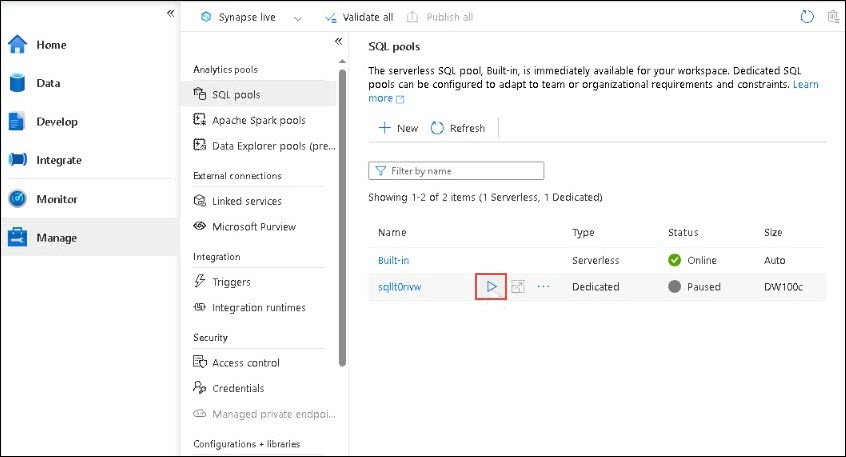 Synapse live
Validate all
Publish all
Home
Data
Develop
Integrate
Monitor
Manage
Analytics pools
SQL pools
Apache Spark pools
Data Explorer pools (pre...
External connections
Linked services
Microsoft Purview
Integration
Triggers
Integration runtimes
Security
Access control
Credentials
Managed private endpoi...
Configurations + libraries
SQL pools
The serverless SQL pool, Built-in, is immediately available for your workspace. Dedicated SQL
pools can be configured to adapt to team or organizational requirements and constraints. Learn
more
New Refresh
Filter by name
Showing 1-2 of 2 items (1 Serverless, 1 Dedicated)
Name Type Status Size
Built-in Serverless Online Auto
sqllt0rivw Dedicated Paused DW100c